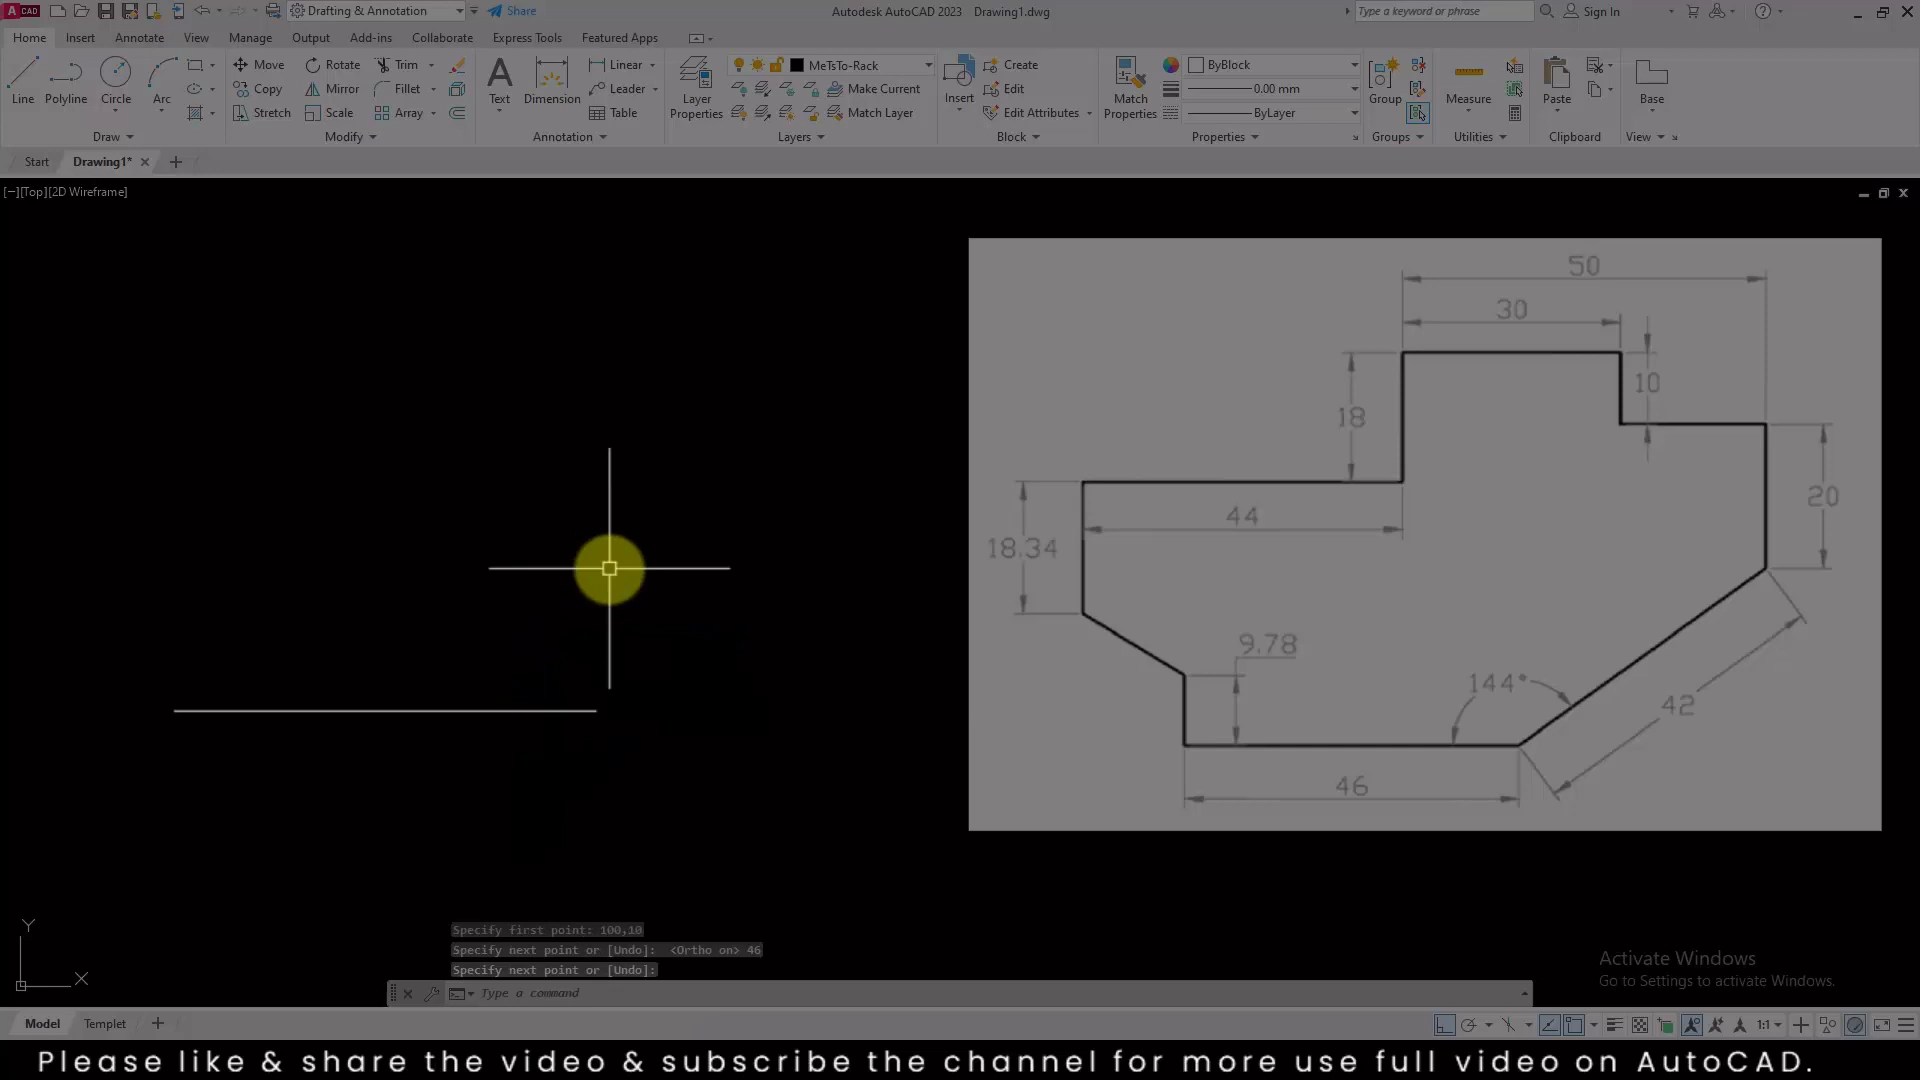 A CAD
Drafting & Annotation
Share
Autodesk AutoCAD 2023 Drawing1.dwg
Type a keyword or phrase
Sign In
Home Insert Annotate View Manage Output Add-ins Collaborate Express Tools Featured Apps
Line Polyline Circle Arc
Draw
Move Rotate Trim
Copy Mirror Fillet
Stretch Scale Array
Modify
Text Dimension
Linear
Leader
Table
Annotation
Layer Properties
MeTsTo-Rack
Make Current
Match Layer
Layers
Insert
Create
Edit
Edit Attributes
Block
Match Properties
ByBlock
0.00 mm
ByLayer
Properties
Group
Groups
Measure
Utilities
Paste
Clipboard
Base
View
Start Drawing1*
[−][Top][2D Wireframe]
50
30
10
18
20
44
18.34
9.78
144°
42
46
Y
X
Specify first point: 100,10
Specify next point or [Undo]: <Ortho on> 46
Specify next point or [Undo]:
Type a command
Activate Windows
Go to Settings to activate Windows.
Model Templet
1:1
Please like & share the video & subscribe the channel for more use full video on AutoCAD.